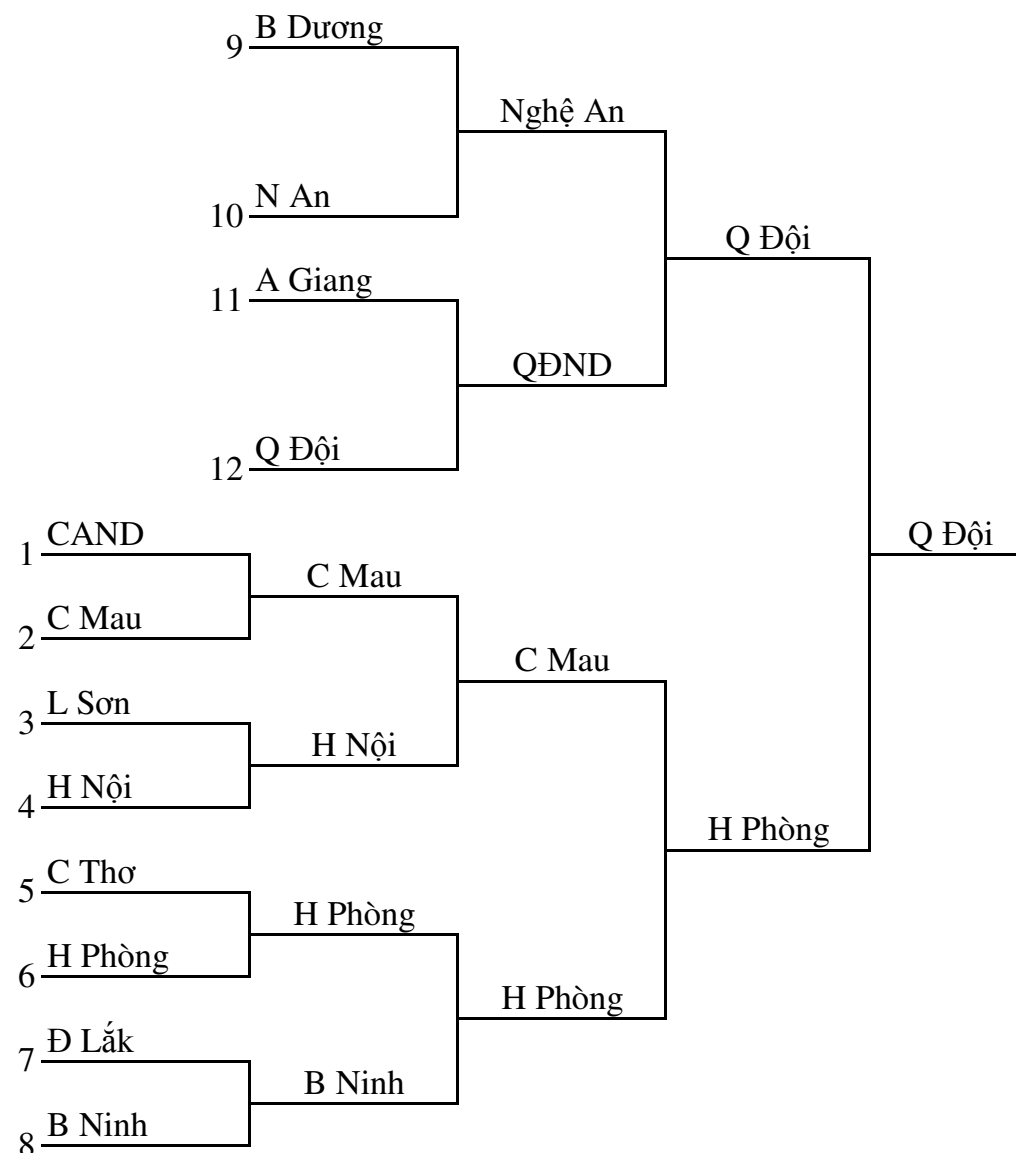 B Dương
9
Nghệ An
N An
10
Q Đội
A Giang
11
QĐND
Q Đội
12
CAND
1
Q Đội
C Mau
C Mau
2
C Mau
L Sơn
3
H Nội
H Nội
4
H Phòng
C Thơ
5
H Phòng
H Phòng
6
H Phòng
Đ Lắk
7
B Ninh
B Ninh
8